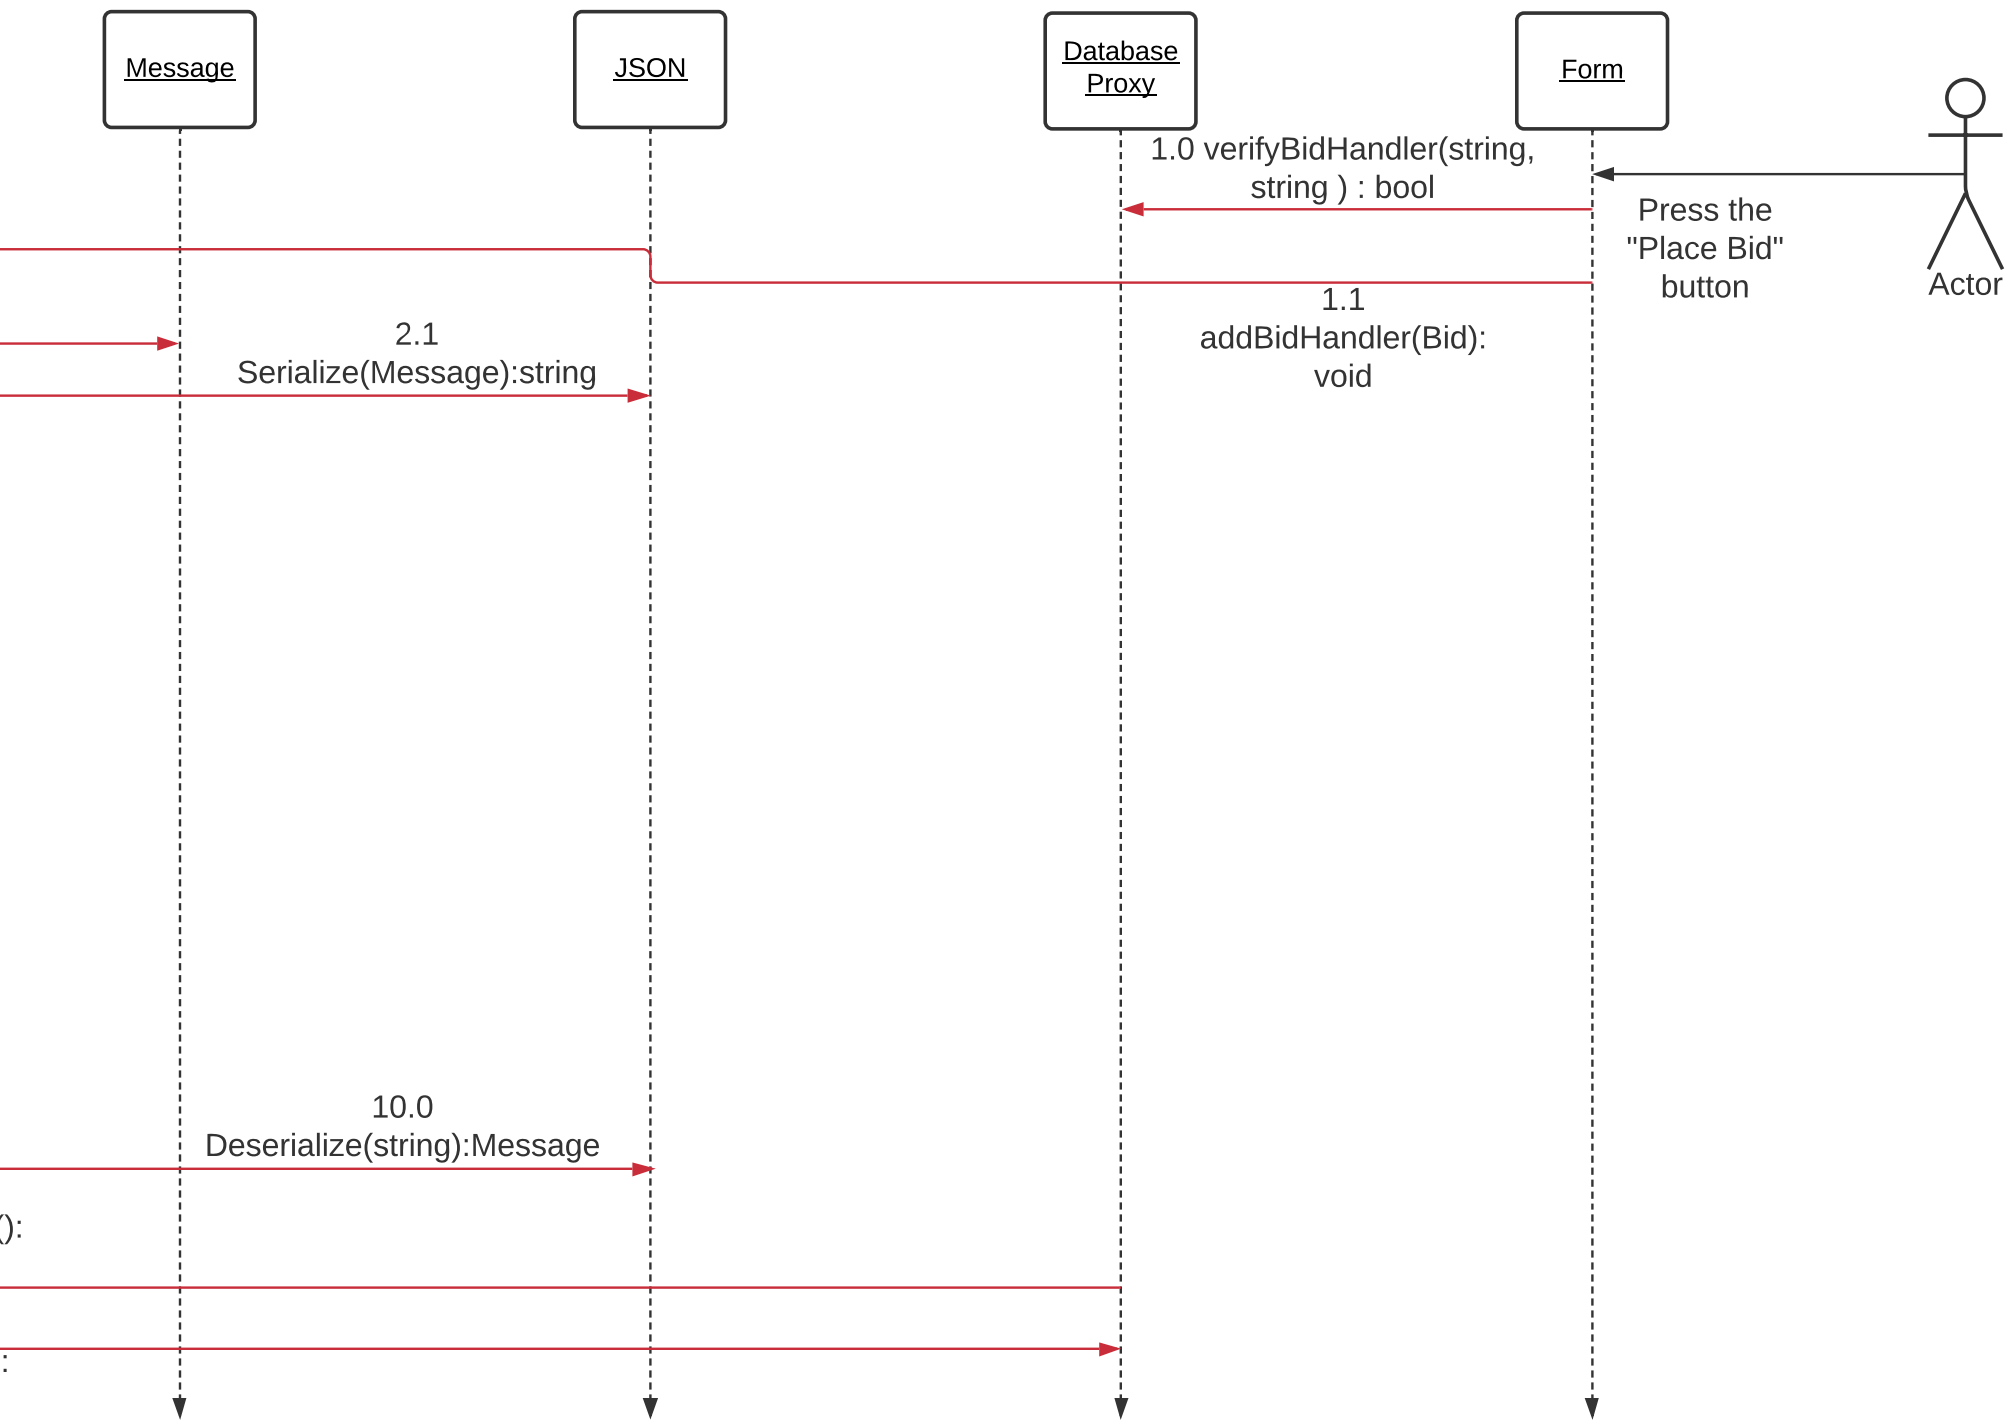 Message
JSON
Database
Proxy
Form
1.0 verifyBidHandler(string,
string ) : bool
Press the
"Place Bid"
button
Actor
1.1
addBidHandler(Bid):
void
2.1
Serialize(Message):string
10.0
Deserialize(string):Message
():
: